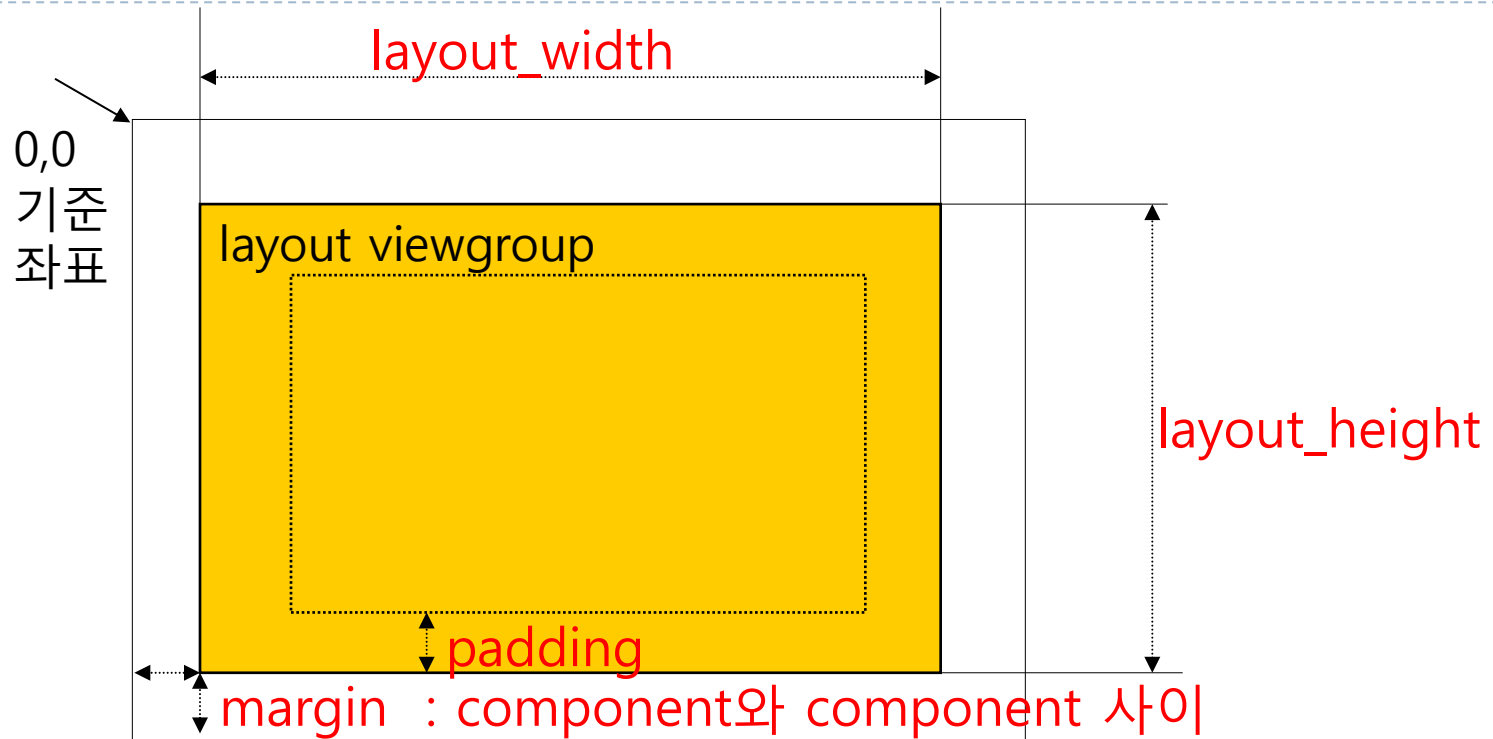 layout_width
0,0
기준
좌표
layout viewgroup
layout_height
padding
margin : component와 component 사이